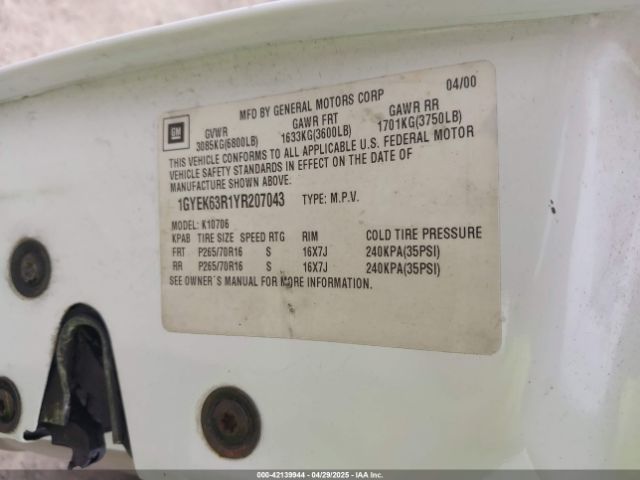 04/00
MFD BY GENERAL MOTORS CORP
GM
GVWR GAWR FRT GAWR RR
3085KG(6800LB) 1633KG(3600LB) 1701KG(3750LB)
THIS VEHICLE CONFORMS TO ALL APPLICABLE U.S. FEDERAL MOTOR
VEHICLE SAFETY STANDARDS IN EFFECT ON THE DATE OF
MANUFACTURE SHOWN ABOVE.
1GYEK63R1YR207043 TYPE: M.P.V.
MODEL: K10706
KPAB TIRE SIZE SPEED RTG RIM COLD TIRE PRESSURE
FRT P265/70R16 S 16X7J 240KPA(35PSI)
RR P265/70R16 S 16X7J 240KPA(35PSI)
SEE OWNER'S MANUAL FOR MORE INFORMATION.
000-42139944 - 04/29/2025 - IAA Inc.